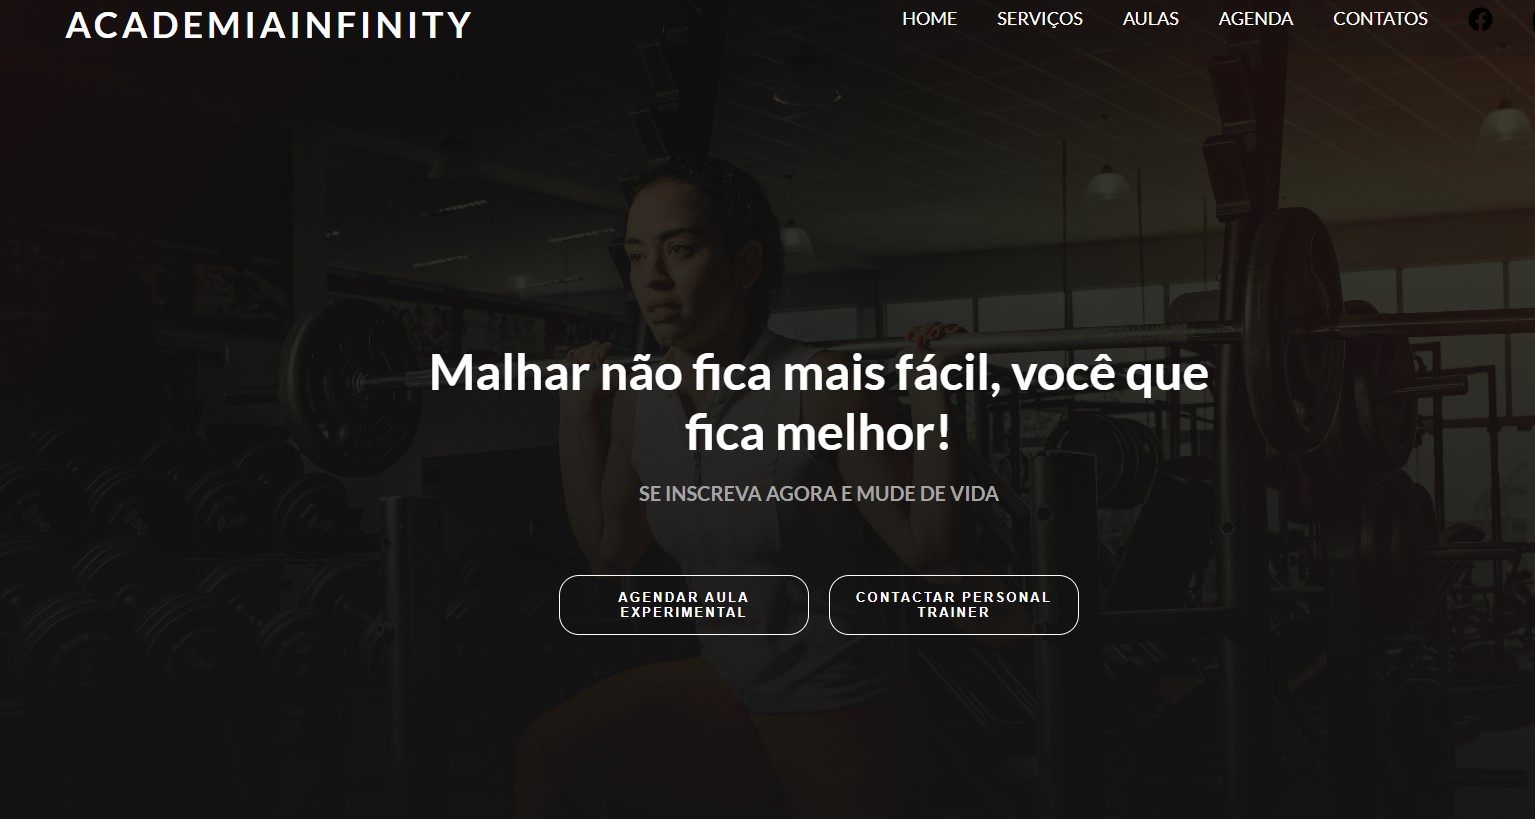 ACADEMIAINFINITY
HOME SERVIÇOS AULAS AGENDA CONTATOS
Malhar não fica mais fácil, você que
fica melhor!
SE INSCREVA AGORA E MUDE DE VIDA
AGENDAR AULA
EXPERIMENTAL
CONTACTAR PERSONAL
TRAINER